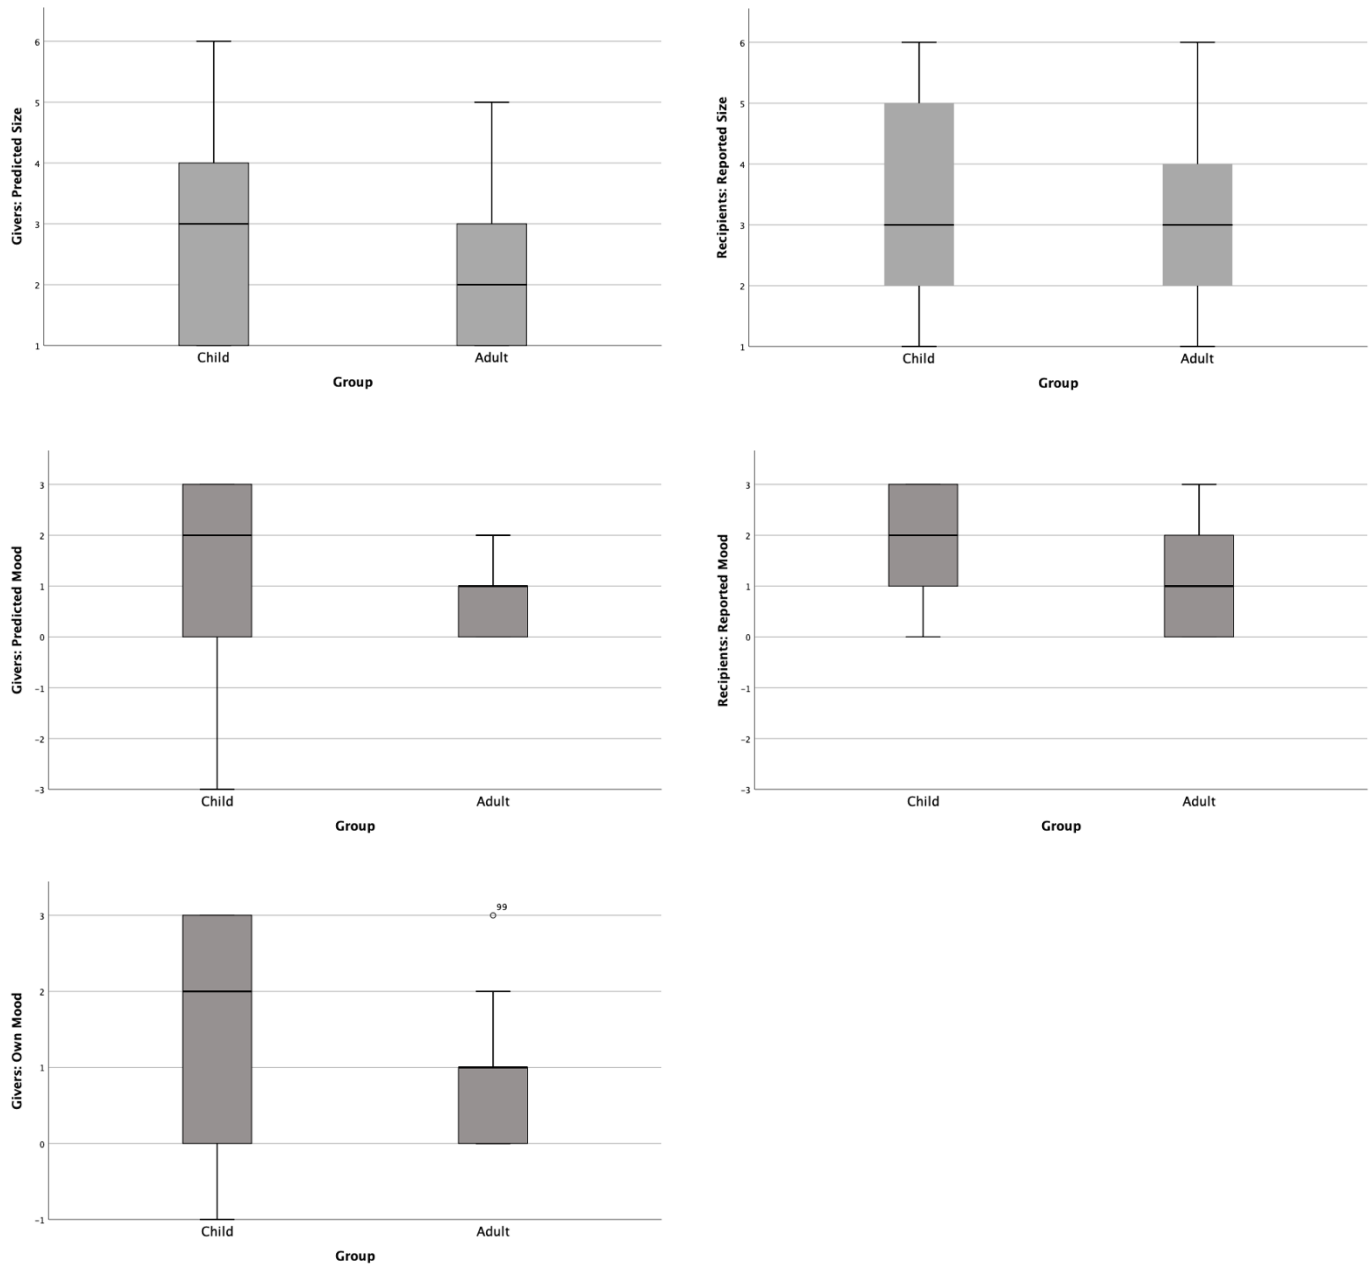 Givers: Predicted Size
6
5
4
3
2
1
Child
Adult
Group
Recipients: Reported Size
6
5
4
3
2
1
Child
Adult
Group
Givers: Predicted Mood
3
2
1
0
−1
−2
−3
Child
Adult
Group
Recipients: Reported Mood
3
2
1
0
−1
−2
−3
Child
Adult
Group
Givers: Own Mood
3
2
1
0
−1
99
Child
Adult
Group